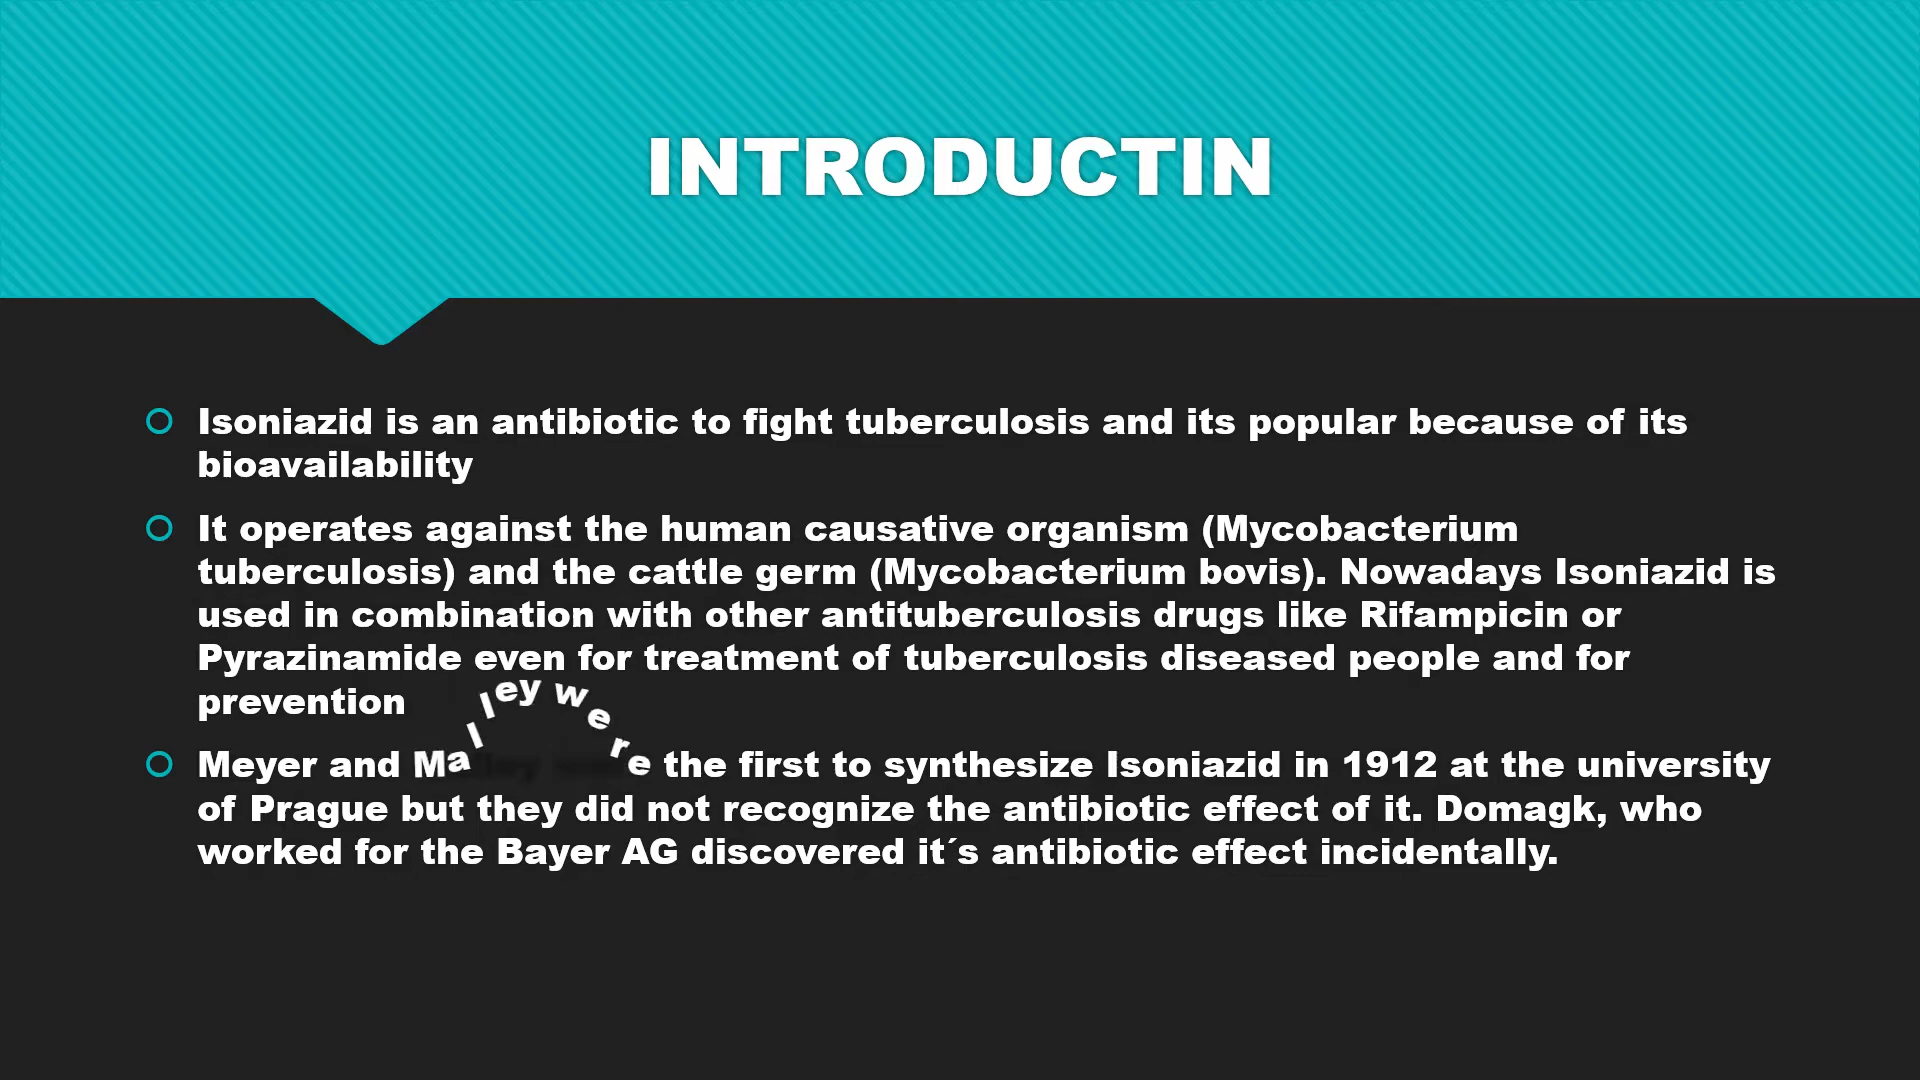 INTRODUCTIN
Isoniazid is an antibiotic to fight tuberculosis and its popular because of its
bioavailability
It operates against the human causative organism (Mycobacterium
tuberculosis) and the cattle germ (Mycobacterium bovis). Nowadays Isoniazid is
used in combination with other antituberculosis drugs like Rifampicin or
Pyrazinamide even for treatment of tuberculosis diseased people and for
prevention
Meyer and Malley were the first to synthesize Isoniazid in 1912 at the university
of Prague but they did not recognize the antibiotic effect of it. Domagk, who
worked for the Bayer AG discovered it´s antibiotic effect incidentally.